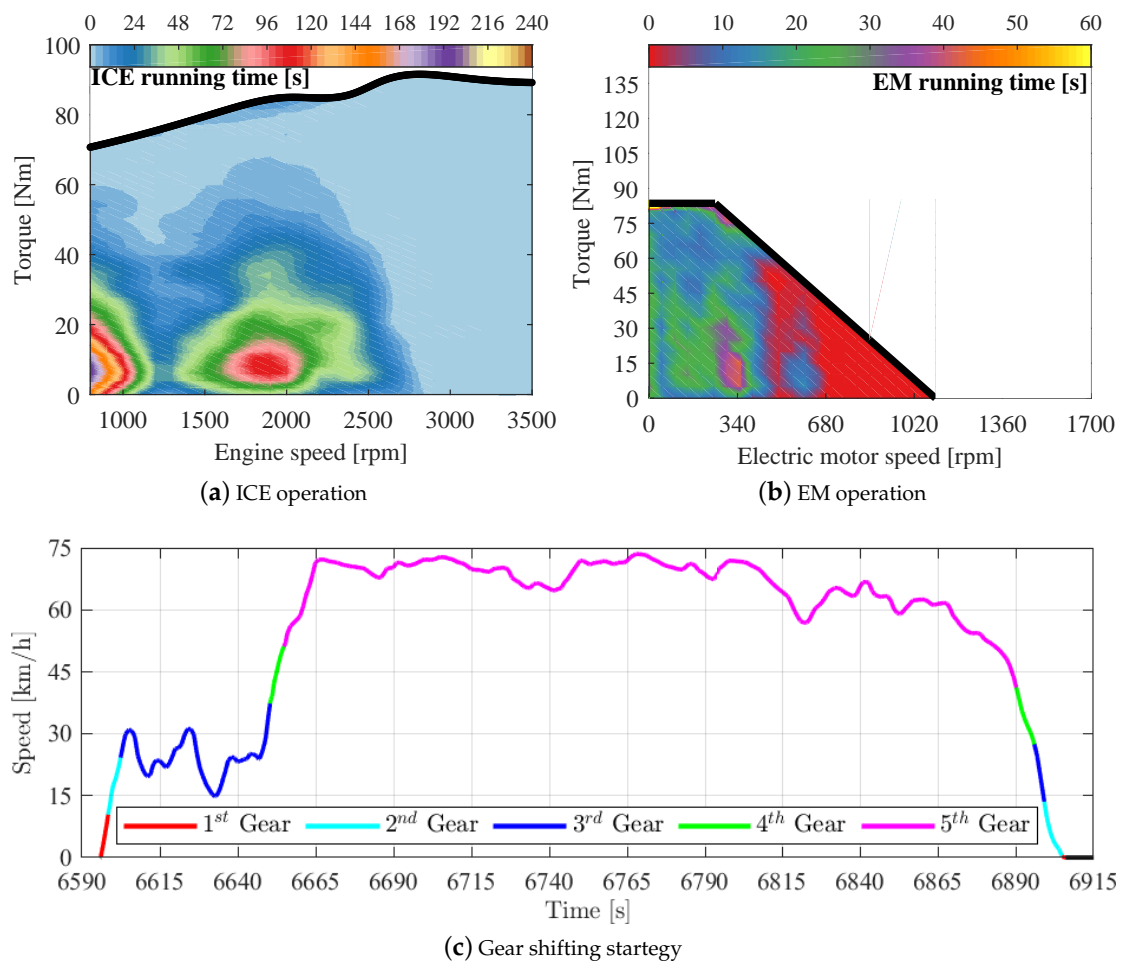 0 24 48 72 96 120 144 168 192 216 240
ICE running time [s]
100
80
60
40
20
0
Torque [Nm]
1000 1500 2000 2500 3000 3500
Engine speed [rpm]
(a) ICE operation
0 10 20 30 40 50 60
EM running time [s]
135
120
105
90
75
60
45
30
15
0
Torque [Nm]
0 340 680 1020 1360 1700
Electric motor speed [rpm]
(b) EM operation
75
60
45
30
15
0
Speed [km/h]
1st Gear 2nd Gear 3rd Gear 4th Gear 5th Gear
6590 6615 6640 6665 6690 6715 6740 6765 6790 6815 6840 6865 6890 6915
Time [s]
(c) Gear shifting startegy